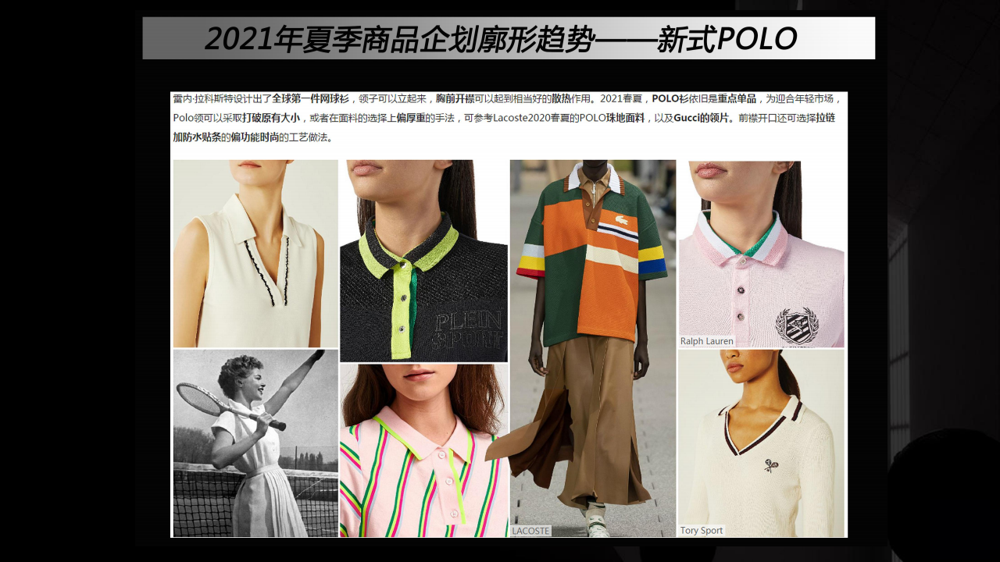 2021年夏季商品企划廓形趋势——新式POLO
雷内·拉科斯特设计出了全球第一件网球衫，领子可以立起来，胸前开襟可以起到相当好的散热作用。2021春夏，POLO衫依旧是重点单品，为迎合年轻市场，
Polo领可以采取打破原有大小，或者在面料的选择上偏厚重的手法，可参考Lacoste2020春夏的POLO珠地面料，以及Gucci的领片。前襟开口还可选择拉链
加防水贴条的偏功能时尚的工艺做法。
PLEIN
SPORT
Ralph Lauren
LACOSTE
Tory Sport